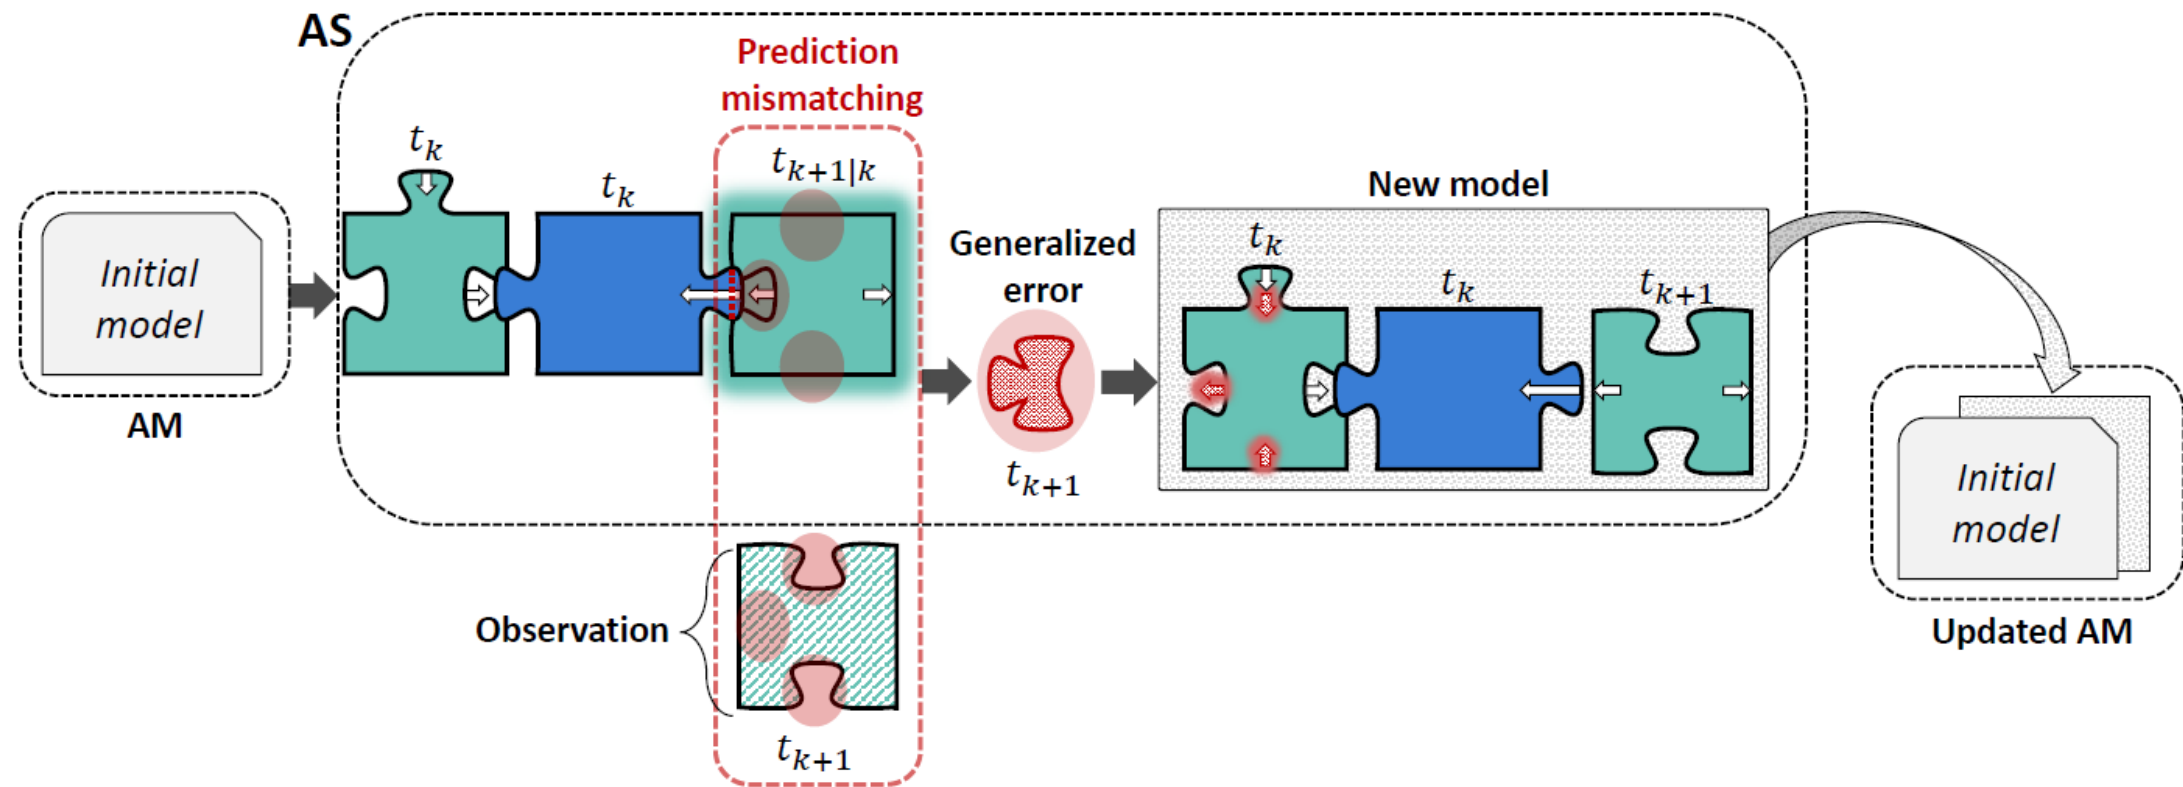 AS
Prediction
mismatching
t_k
t_k
t_{k+1|k}
Initial
model
AM
Generalized
error
t_{k+1}
New model
t_k
t_k
t_{k+1}
Observation
t_{k+1}
Initial
model
Updated AM